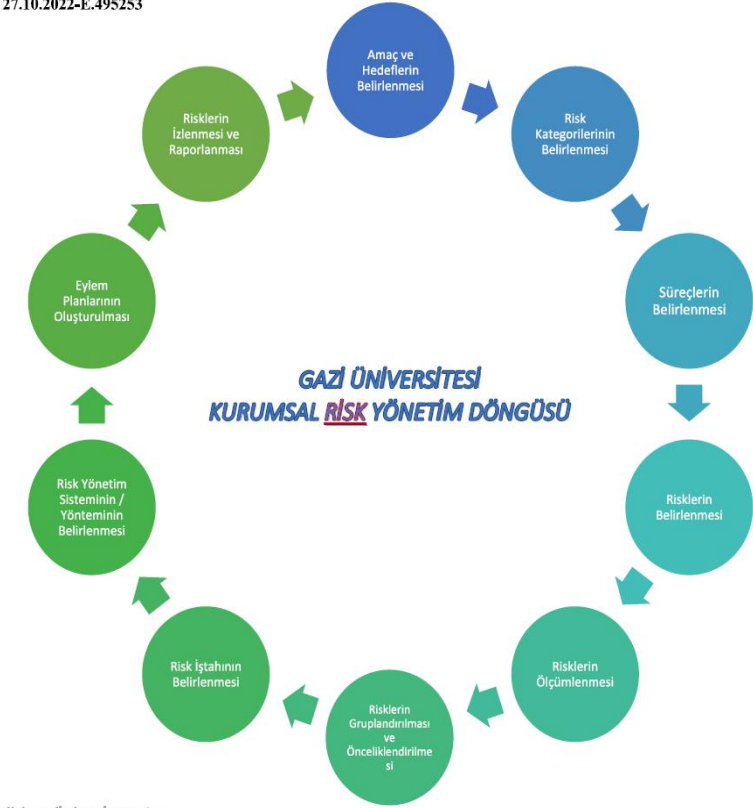 27.10.2022-E.495253
Amaç ve
Hedeflerin
Belirlenmesi
Risk
Kategorilerinin
Belirlenmesi
Süreçlerin
Belirlenmesi
Risklerin
Belirlenmesi
Risklerin
Ölçümlenmesi
Risklerin
Gruplandırılması
ve
Önceliklendirilme
si
Risk İştahının
Belirlenmesi
Risk Yönetim
Sisteminin /
Yönteminin
Belirlenmesi
Eylem
Planlarının
Oluşturulması
Risklerin
İzlenmesi ve
Raporlanması
GAZİ ÜNİVERSİTESİ
KURUMSAL RİSK YÖNETİM DÖNGÜSÜ